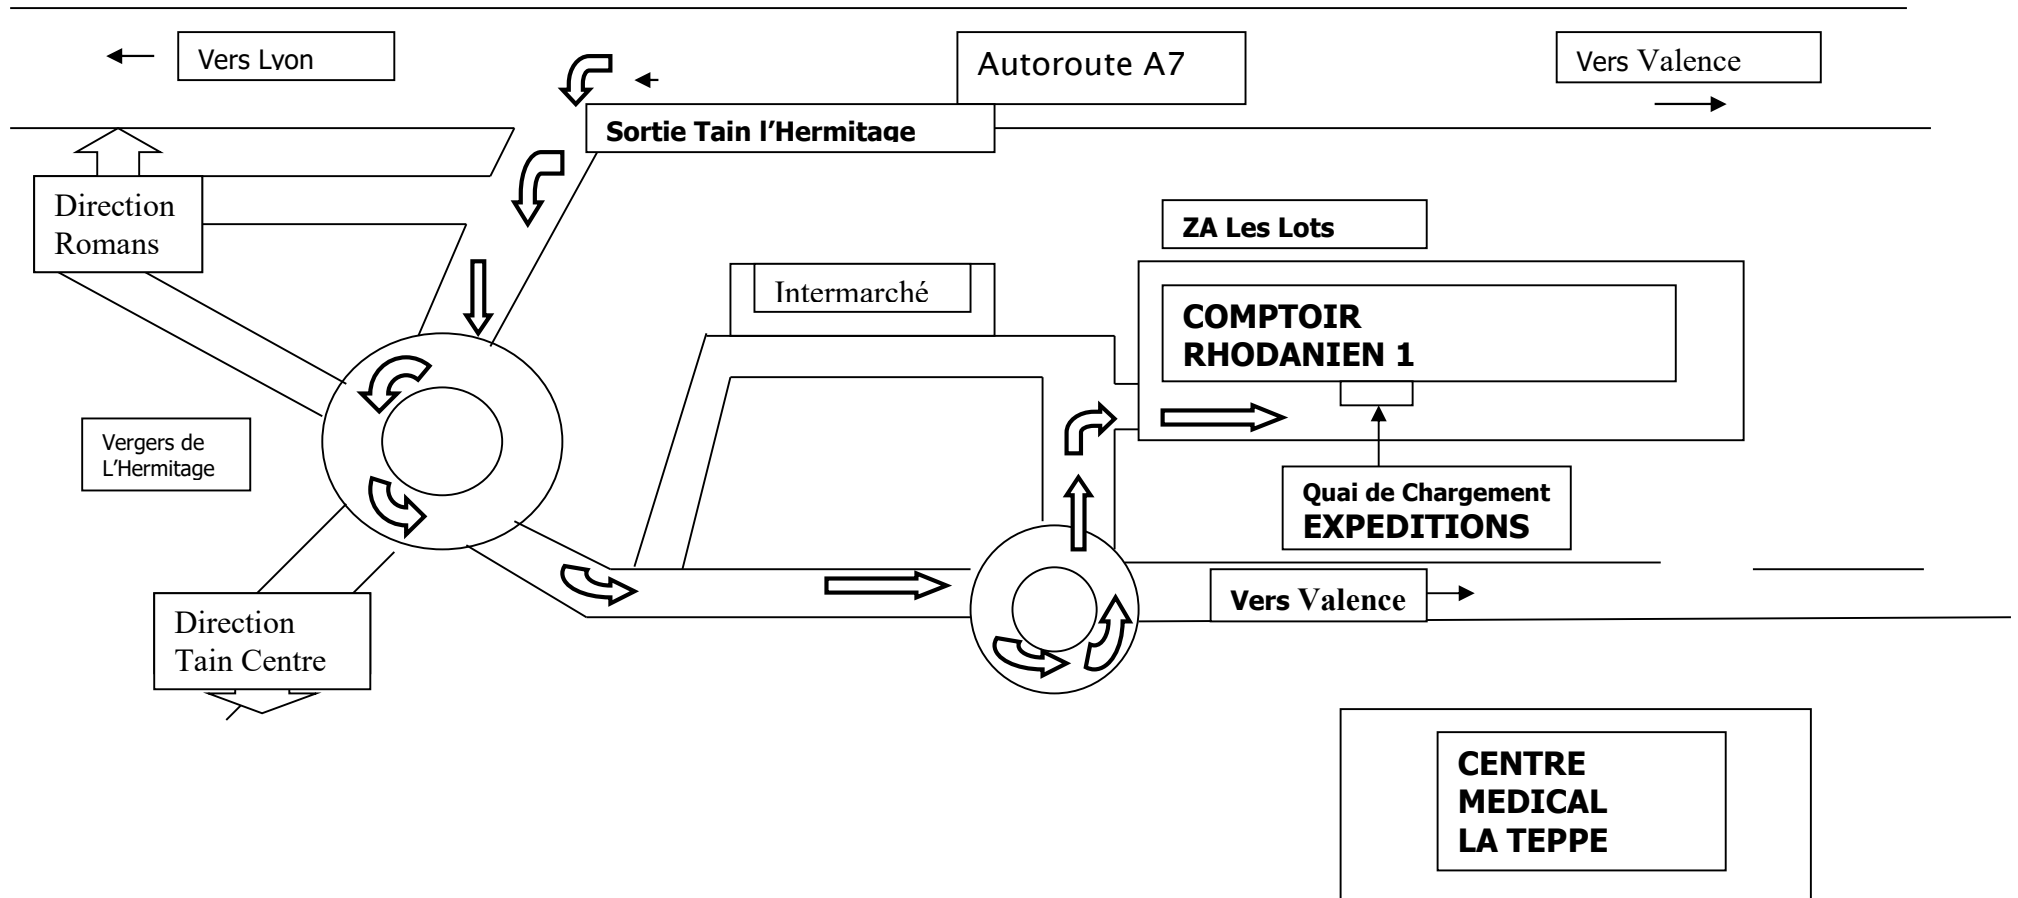 Vers Lyon
Autoroute A7
Vers Valence
Sortie Tain l’Hermitage
Direction
Romans
ZA Les Lots
Intermarché
COMPTOIR
RHODANIEN 1
Vergers de
L’Hermitage
Quai de Chargement
EXPEDITIONS
Vers Valence
Direction
Tain Centre
CENTRE
MEDICAL
LA TEPPE